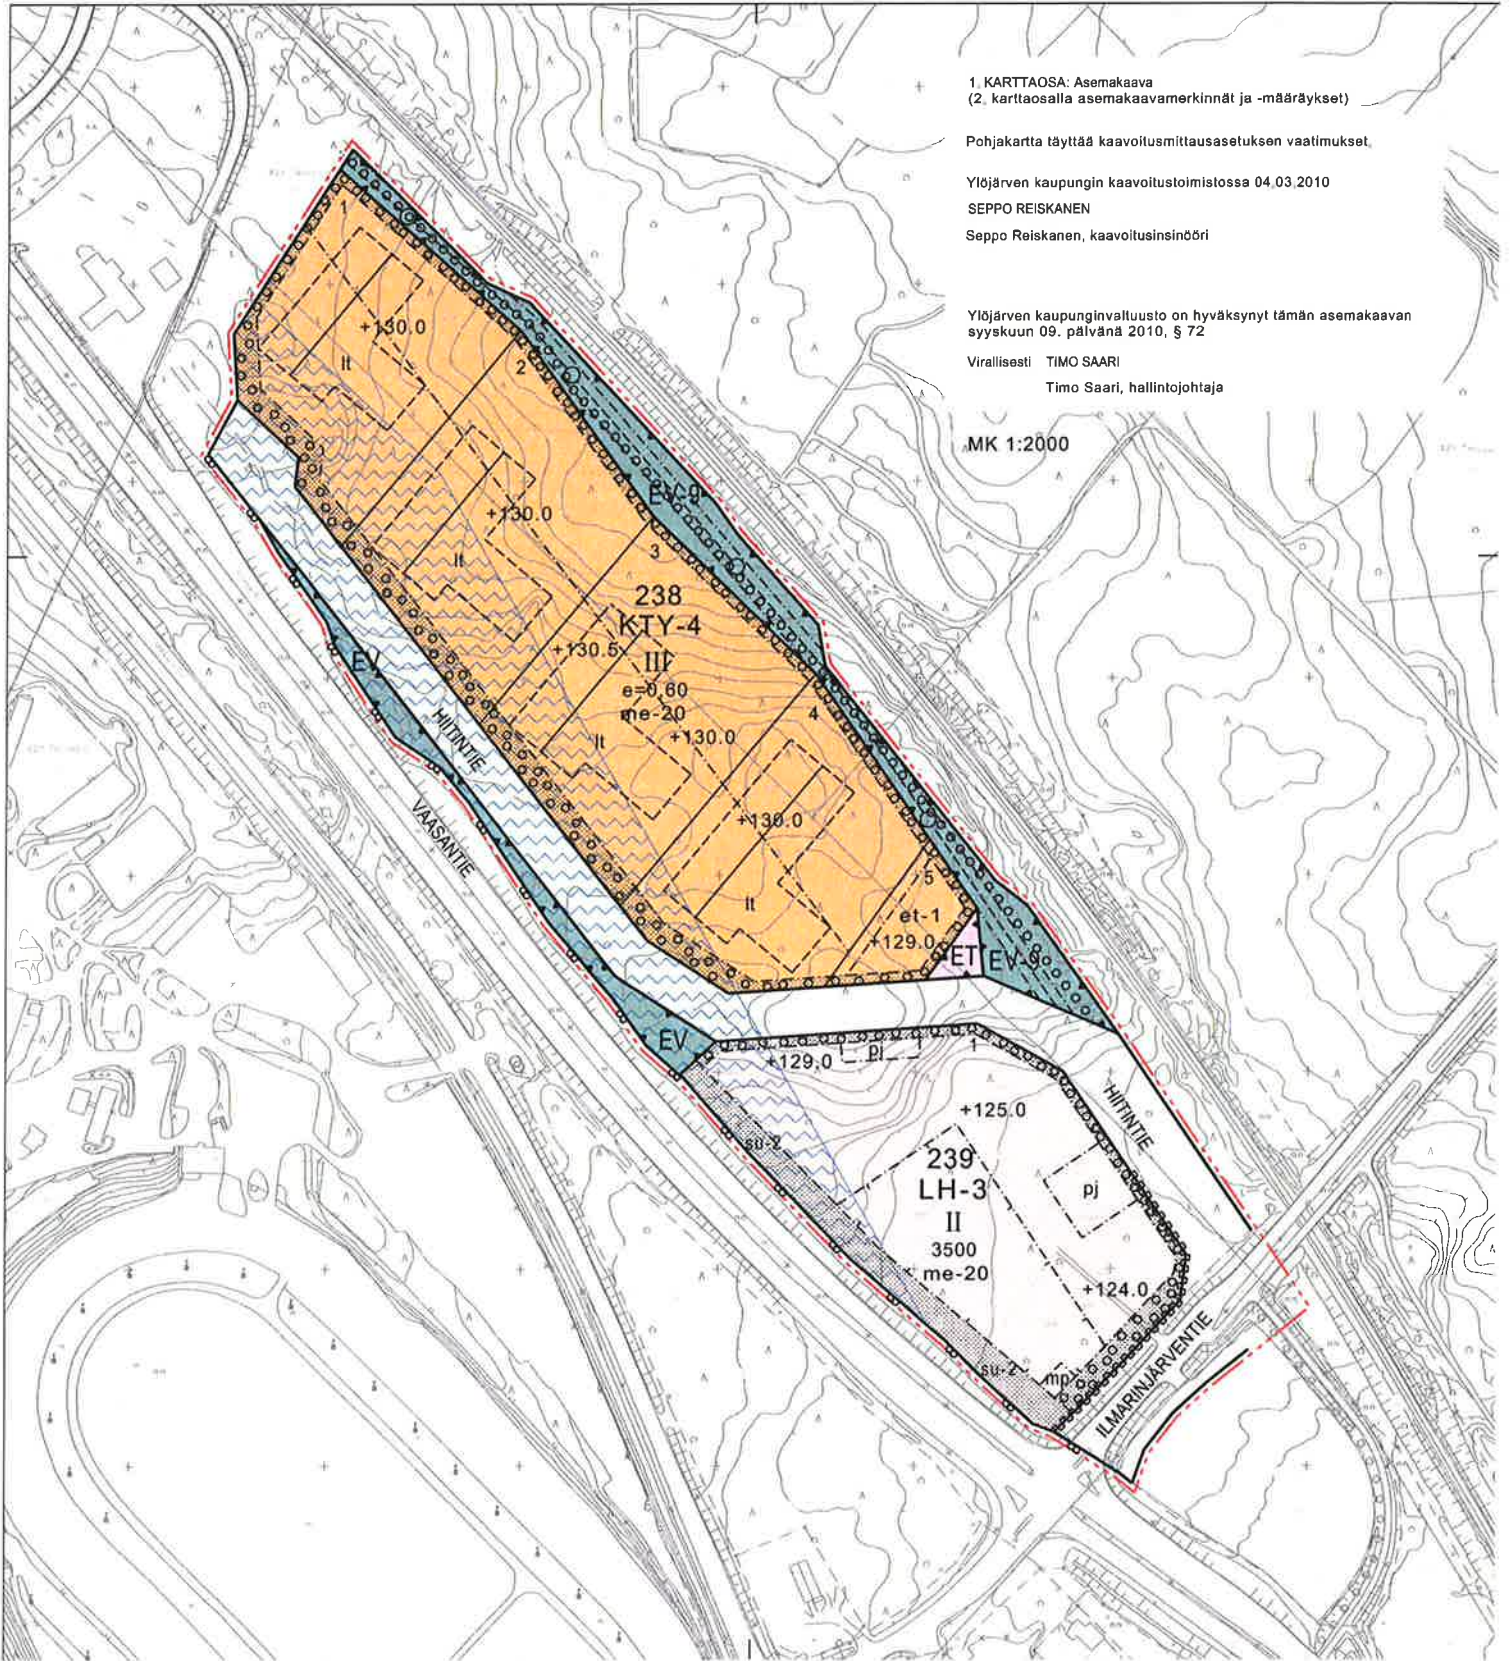 1. KARTTAOSA: Asemakaava
(2. karttaosalla asemakaavamerkinnät ja -määräykset)
Pohjakartta täyttää kaavoitusmittausasetuksen vaatimukset.
Ylöjärven kaupungin kaavoitustoimistossa 04.03.2010
SEPPO REISKANEN
Seppo Reiskanen, kaavoitusinsinööri
Ylöjärven kaupunginvaltuusto on hyväksynyt tämän asemakaavan
syyskuun 09. päivänä 2010, § 72
Virallisesti TIMO SAARI
Timo Saari, hallintojohtaja
MK 1:2000
1
+130.0
lt
2
EV-9
+130.0
lt
3
238
KTY-4
III
e=0.60
me-20
+130.5
+130.0
lt
4
+130.0
lt
5
et-1
+129.0
ET
EV-9
EV
HIITINTIE
VAASANTIE
EV
+129.0
pj
1
+125.0
HIITINTIE
su-2
239
LH-3
II
3500
me-20
pj
+124.0
su-2
mp
ILMARINJÄRVENTIE